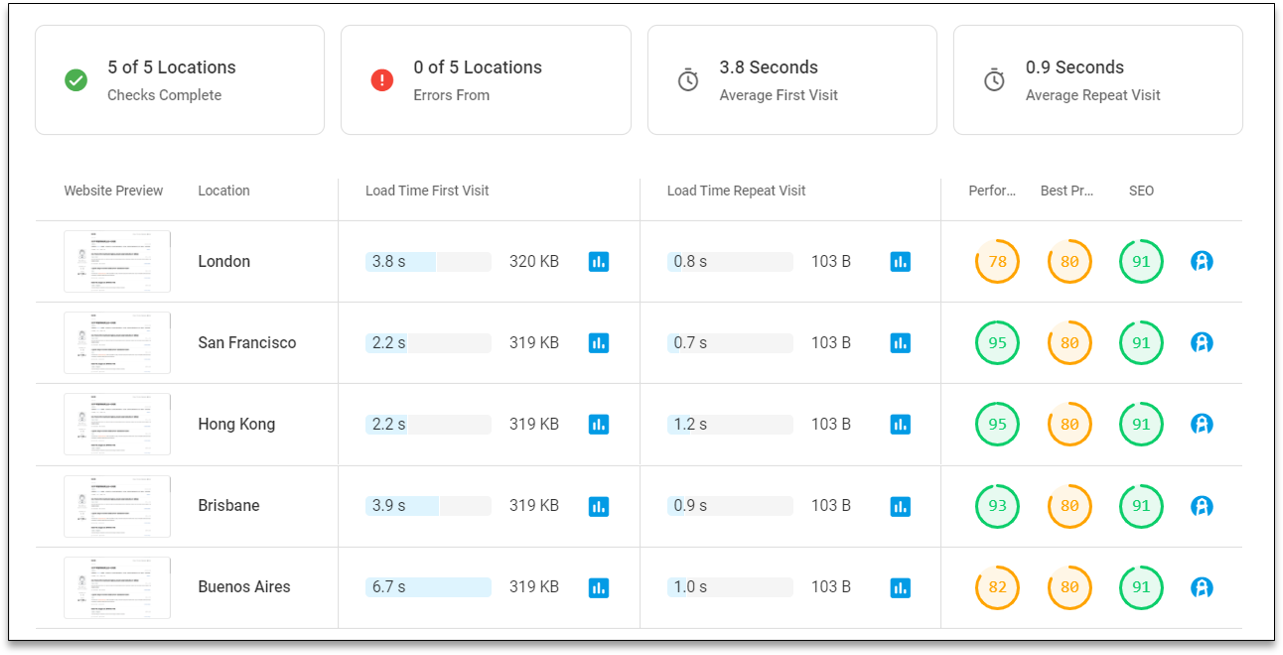 5 of 5 Locations
Checks Complete
0 of 5 Locations
Errors From
3.8 Seconds
Average First Visit
0.9 Seconds
Average Repeat Visit
Website Preview Location Load Time First Visit Load Time Repeat Visit Perfor... Best Pr... SEO
London 3.8 s 320 KB 0.8 s 103 B 78 80 91
San Francisco 2.2 s 319 KB 0.7 s 103 B 95 80 91
Hong Kong 2.2 s 319 KB 1.2 s 103 B 95 80 91
Brisbane 3.9 s 319 KB 0.9 s 103 B 93 80 91
Buenos Aires 6.7 s 319 KB 1.0 s 103 B 82 80 91